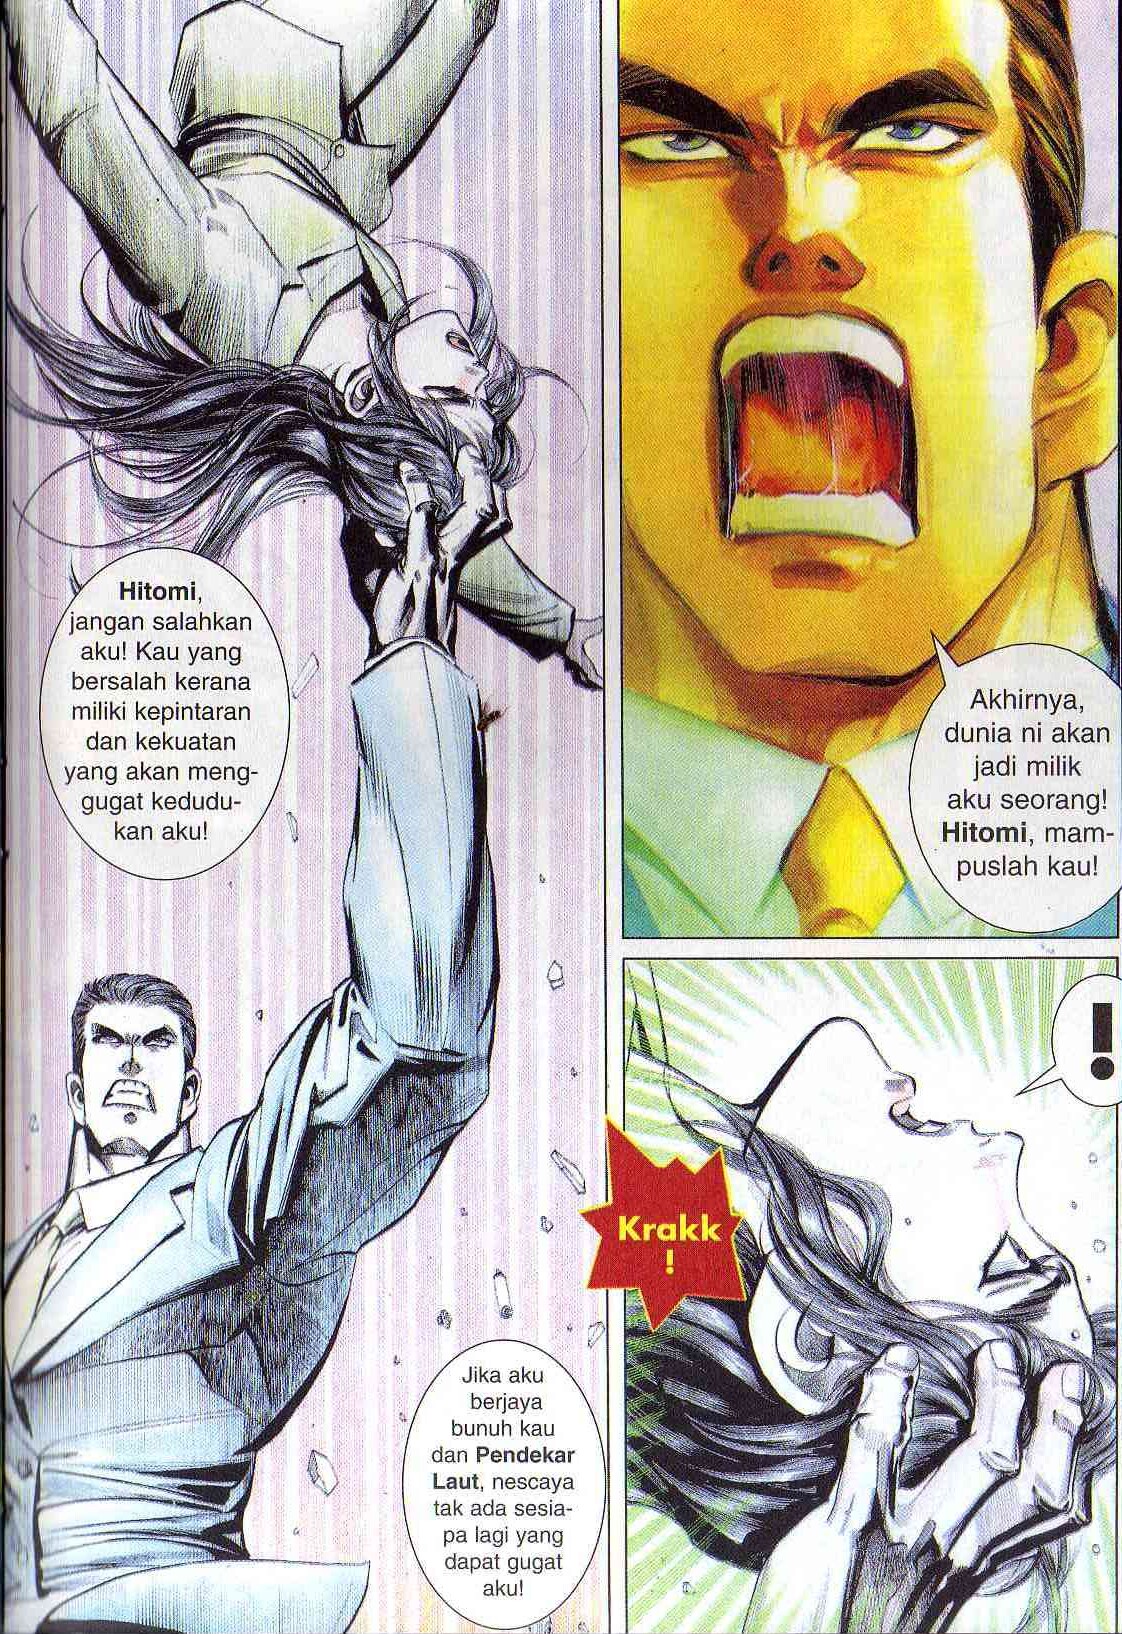 Hitomi,
jangan salahkan
aku! Kau yang
bersalah kerana
miliki kepintaran
dan kekuatan
yang akan meng-
gugat kedudu-
kan aku!
Jika aku
berjaya
bunuh kau
dan Pendekar
Laut, nescaya
tak ada sesia-
pa lagi yang
dapat gugat
aku!
Akhirnya,
dunia ni akan
jadi milik
aku seorang!
Hitomi, mam-
puslah kau!
!
Krakk
!